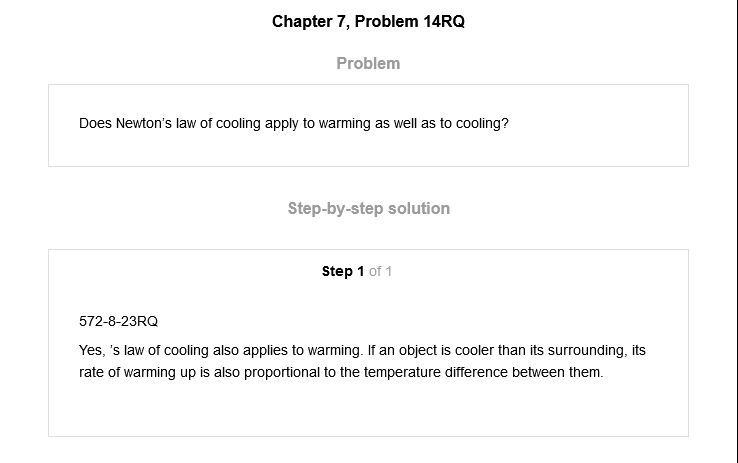 Chapter 7, Problem 14RQ
Problem
Does Newton’s law of cooling apply to warming as well as to cooling?
Step-by-step solution
Step 1 of 1
572-8-23RQ
Yes, ’s law of cooling also applies to warming. If an object is cooler than its surrounding, its
rate of warming up is also proportional to the temperature difference between them.